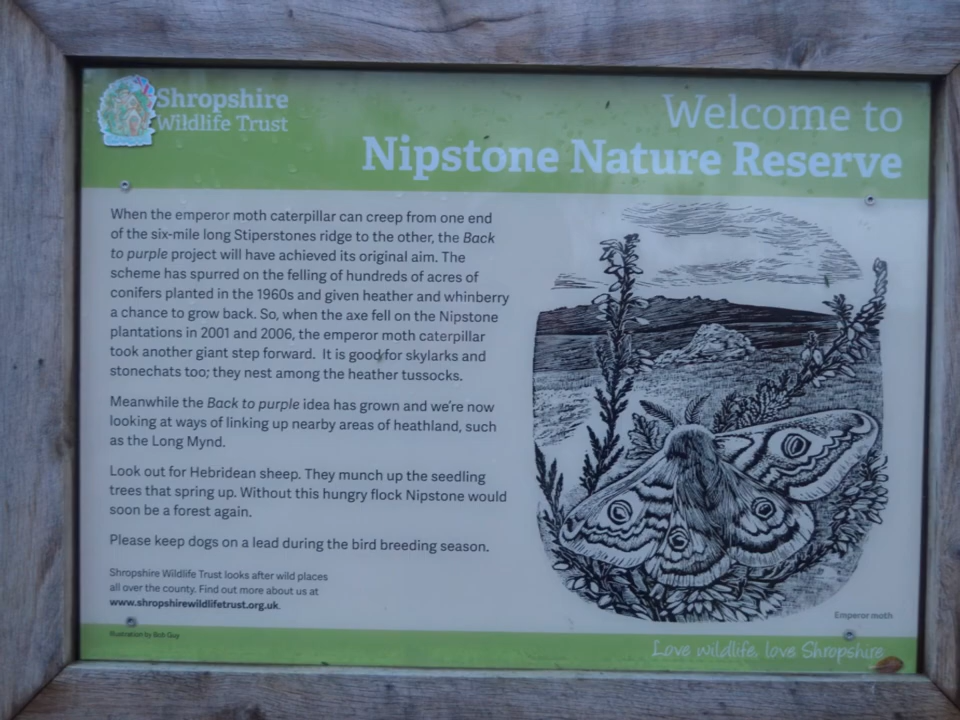 Shropshire
Wildlife Trust
Welcome to
Nipstone Nature Reserve
When the emperor moth caterpillar can creep from one end
of the six-mile long Stiperstones ridge to the other, the Back
to purple project will have achieved its original aim. The
scheme has spurred on the felling of hundreds of acres of
conifers planted in the 1960s and given heather and whinberry
a chance to grow back. So, when the axe fell on the Nipstone
plantations in 2001 and 2006, the emperor moth caterpillar
took another giant step forward. It is good for skylarks and
stonechats too; they nest among the heather tussocks.
Meanwhile the Back to purple idea has grown and we're now
looking at ways of linking up nearby areas of heathland, such
as the Long Mynd.
Look out for Hebridean sheep. They munch up the seedling
trees that spring up. Without this hungry flock Nipstone would
soon be a forest again.
Please keep dogs on a lead during the bird breeding season.
Shropshire Wildlife Trust looks after wild places
all over the county. Find out more about us at
www.shropshirewildlifetrust.org.uk.
Emperor moth
Illustration by Bob Guy
Love wildlife, love Shropshire